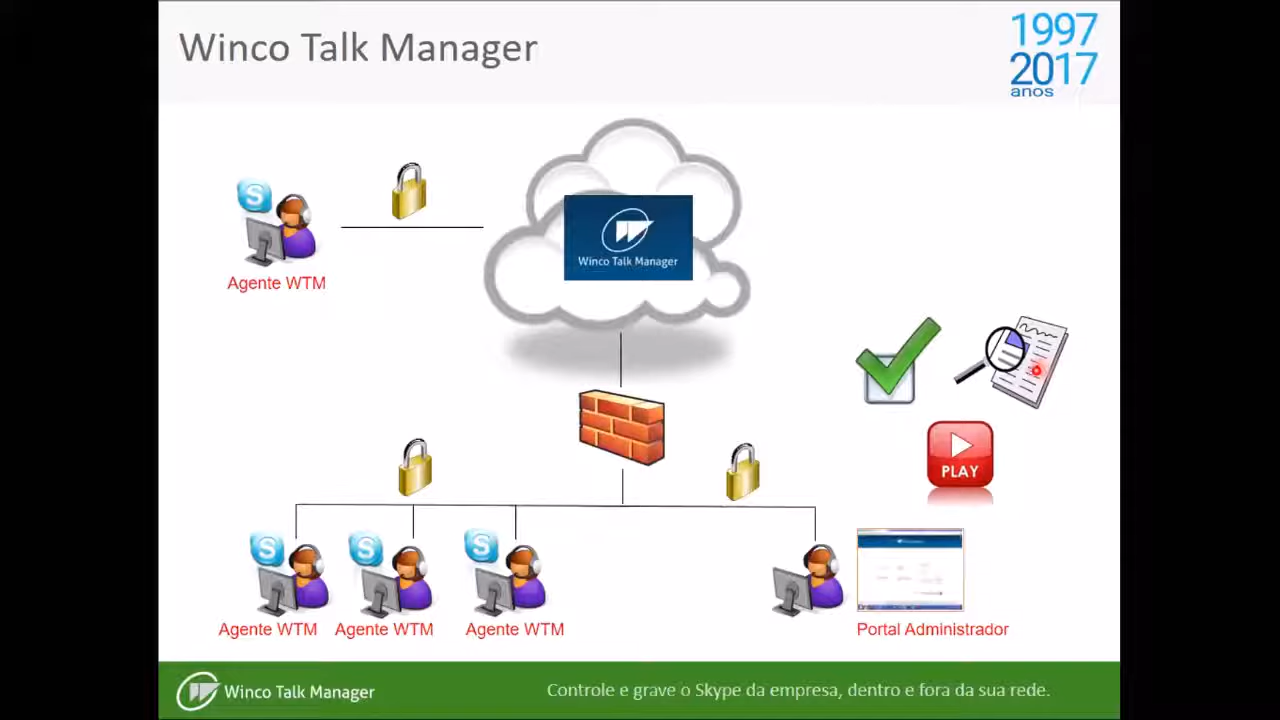 Winco Talk Manager
1997
2017
anos
S
Agente WTM
Winco Talk Manager
PLAY
S
S
S
Agente WTM
Agente WTM
Agente WTM
Portal Administrador
Winco Talk Manager
Controle e grave o Skype da empresa, dentro e fora da sua rede.